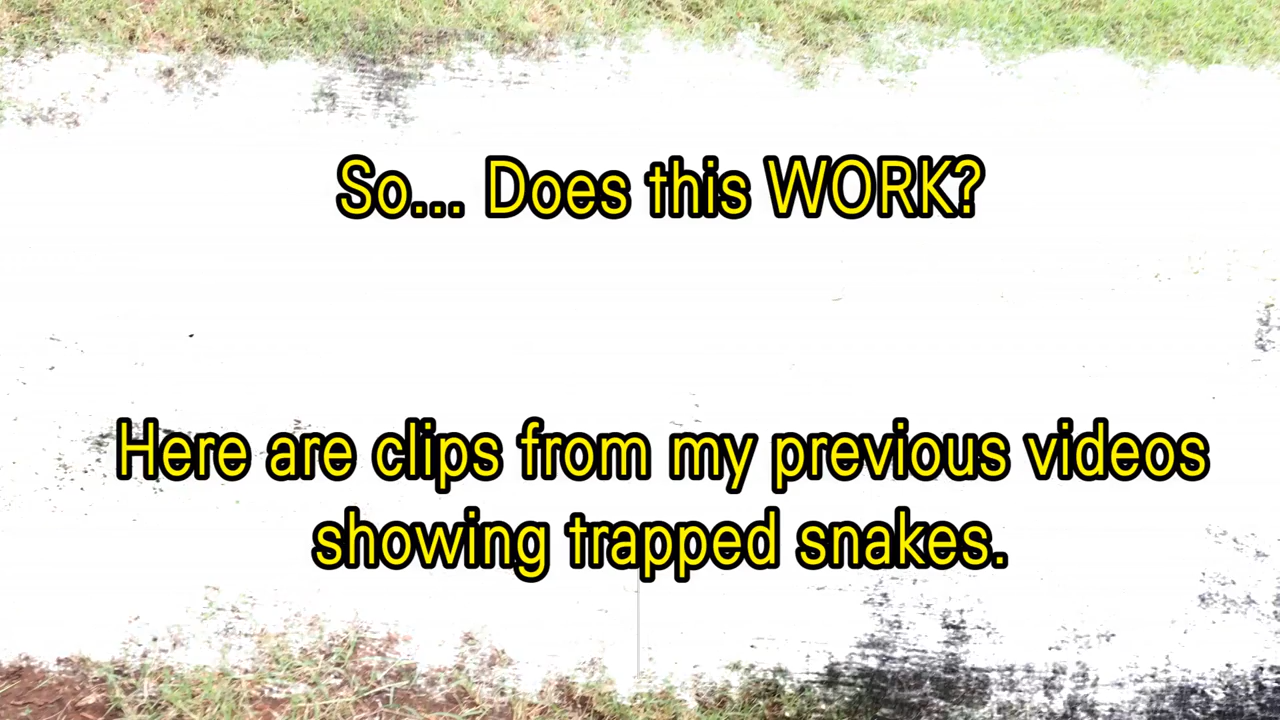 So... Does this WORK?
Here are clips from my previous videos
showing trapped snakes.